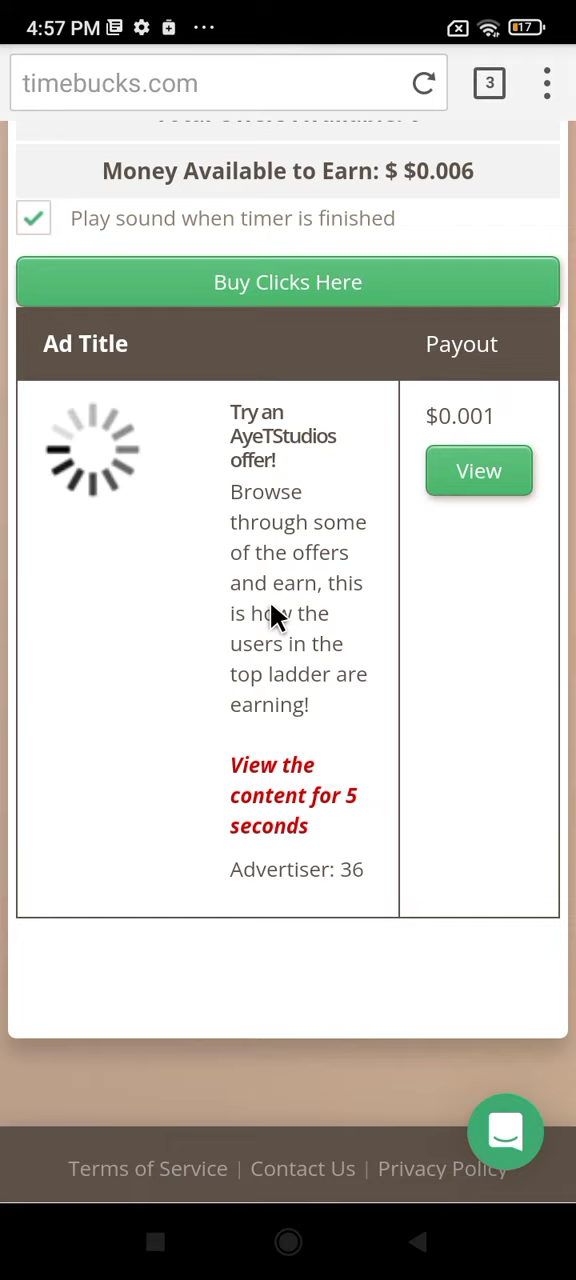 4:57 PM
17
timebucks.com
3
Money Available to Earn: $ $0.006
Play sound when timer is finished
Buy Clicks Here
Ad Title
Payout
Try an
AyeTStudios
offer!
Browse
through some
of the offers
and earn, this
is how the
users in the
top ladder are
earning!
View the
content for 5
seconds
Advertiser: 36
$0.001
View
Terms of Service | Contact Us | Privacy Policy